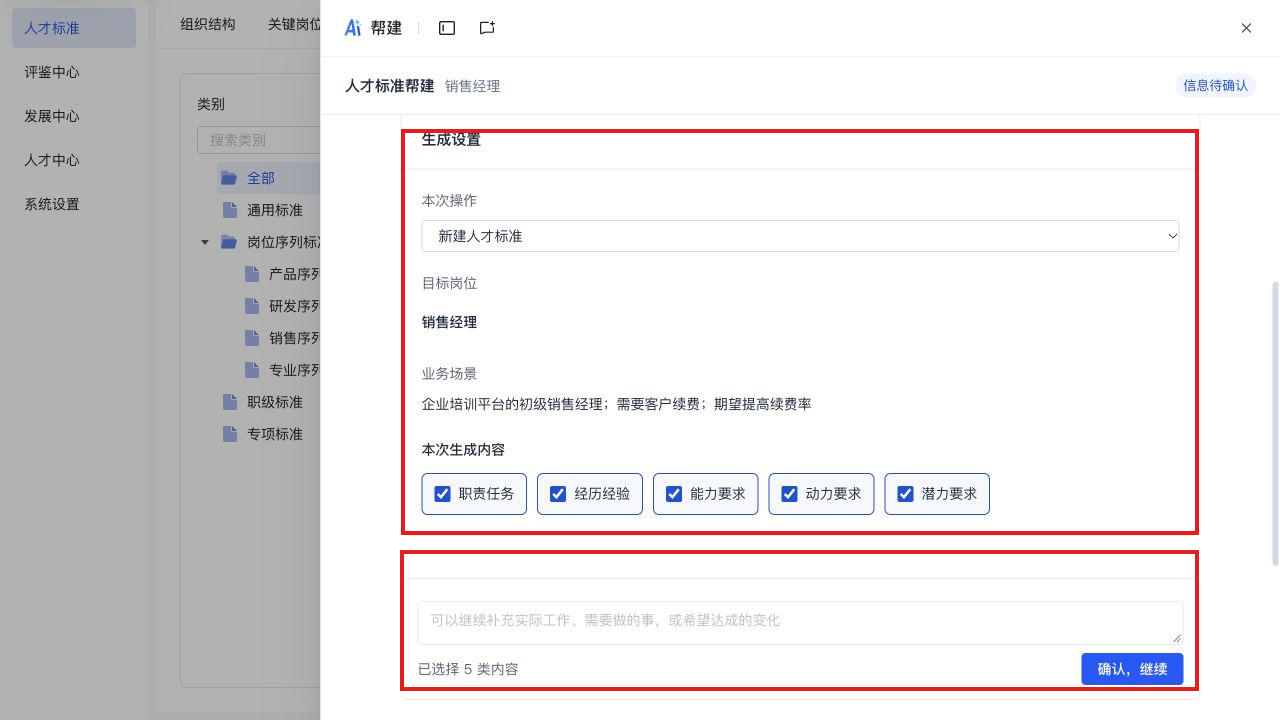 人才标准
评鉴中心
发展中心
人才中心
系统设置
组织结构 关键岗位
类别
搜索类别
全部
通用标准
岗位序列标准
产品序列
研发序列
销售序列
专业序列
职级标准
专项标准
Ai 帮建
人才标准帮建 销售经理
信息待确认
生成设置
本次操作
新建人才标准
目标岗位
销售经理
业务场景
企业培训平台的初级销售经理；需要客户续费；期望提高续费率
本次生成内容
职责任务 经历经验 能力要求 动力要求 潜力要求
可以继续补充实际工作、需要做的事，或希望达成的变化
已选择 5 类内容
确认，继续